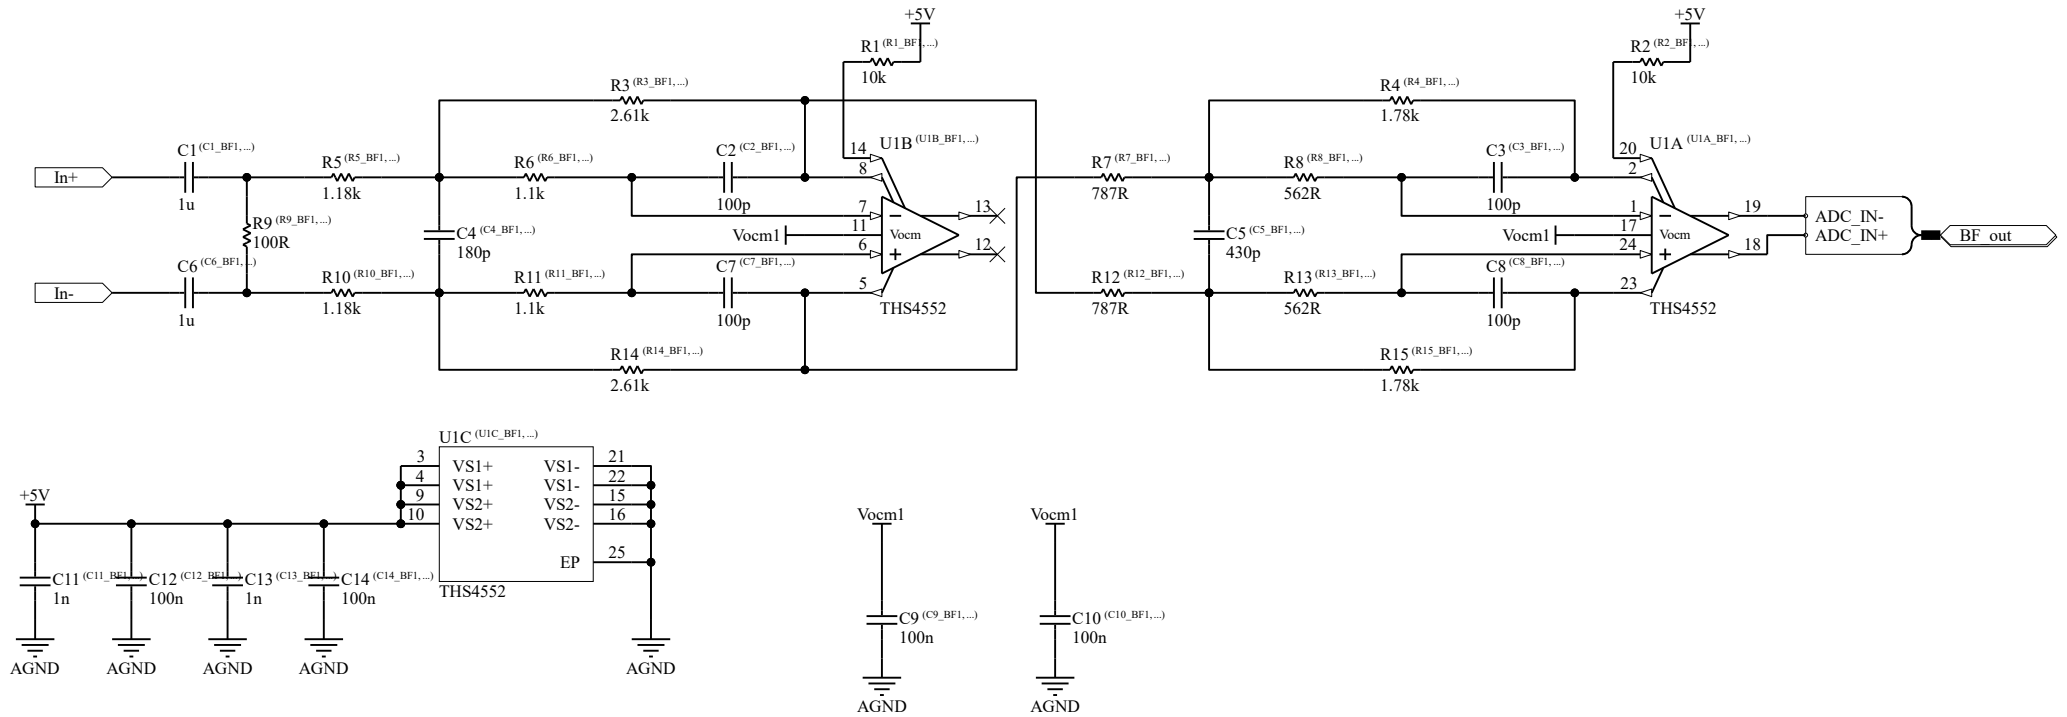 +5V
R1 (R1_BF1, ...)
10k
R3 (R3_BF1, ...)
2.61k
C1 (C1_BF1, ...)
In+
1u
R5 (R5_BF1, ...)
1.18k
R6 (R6_BF1, ...)
1.1k
C2 (C2_BF1, ...)
100p
U1B (U1B_BF1, ...)
14
8
7
11
6
5
13
12
Vocm1
Vocm
THS4552
R9 (R9_BF1, ...)
100R
C4 (C4_BF1, ...)
180p
C6 (C6_BF1, ...)
In-
1u
R10 (R10_BF1, ...)
1.18k
R11 (R11_BF1, ...)
1.1k
C7 (C7_BF1, ...)
100p
R14 (R14_BF1, ...)
2.61k
+5V
R2 (R2_BF1, ...)
10k
R4 (R4_BF1, ...)
1.78k
R7 (R7_BF1, ...)
787R
R8 (R8_BF1, ...)
562R
C3 (C3_BF1, ...)
100p
U1A (U1A_BF1, ...)
20
2
1
17
24
23
19
18
Vocm1
Vocm
THS4552
C5 (C5_BF1, ...)
430p
R12 (R12_BF1, ...)
787R
R13 (R13_BF1, ...)
562R
C8 (C8_BF1, ...)
100p
R15 (R15_BF1, ...)
1.78k
ADC_IN-
ADC_IN+
BF_out
U1C (U1C_BF1, ...)
3 VS1+ VS1- 21
4 VS1+ VS1- 22
9 VS2+ VS2- 15
10 VS2+ VS2- 16
EP 25
THS4552
AGND
+5V
C11 (C11_BF1, ...)
1n
AGND
C12 (C12_BF1, ...)
100n
AGND
C13 (C13_BF1, ...)
1n
AGND
C14 (C14_BF1, ...)
100n
AGND
Vocm1
C9 (C9_BF1, ...)
100n
AGND
Vocm1
C10 (C10_BF1, ...)
100n
AGND